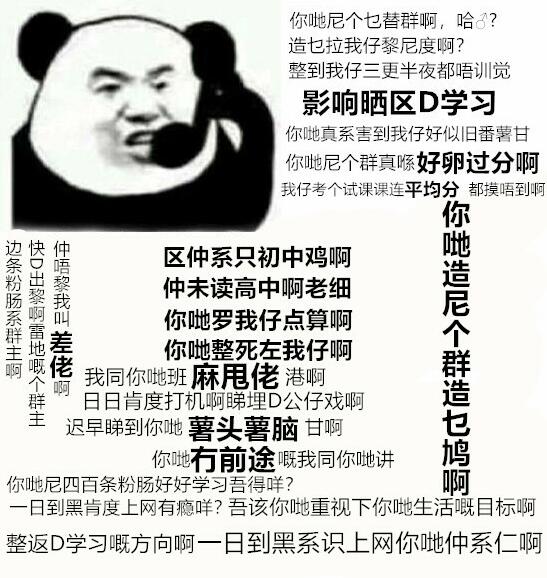 你哋尼个乜替群啊，哈♂?
造乜拉我仔黎尼度啊?
整到我仔三更半夜都唔训觉
影响晒区D学习
你哋真系害到我仔好似旧番薯甘
你哋尼个群真喺好卵过分啊
我仔考个试课课连平均分 都摸唔到啊
你哋造尼个群造乜鸠啊
边条粉肠系群主啊
快D出黎啊雷地嘅个群主
仲唔黎我叫差佬啊
区仲系只初中鸡啊
仲未读高中啊老细
你哋罗我仔点算啊
你哋整死左我仔啊
我同你哋班麻甩佬港啊
日日肯度打机啊睇埋D公仔戏啊
迟早睇到你哋薯头薯脑甘啊
你哋冇前途嘅我同你哋讲
你哋尼四百条粉肠好好学习吾得咩?
一日到黑肯度上网有瘾咩? 吾该你哋重视下你哋生活嘅目标啊
整返D学习嘅方向啊一日到黑系识上网你哋仲系仁啊